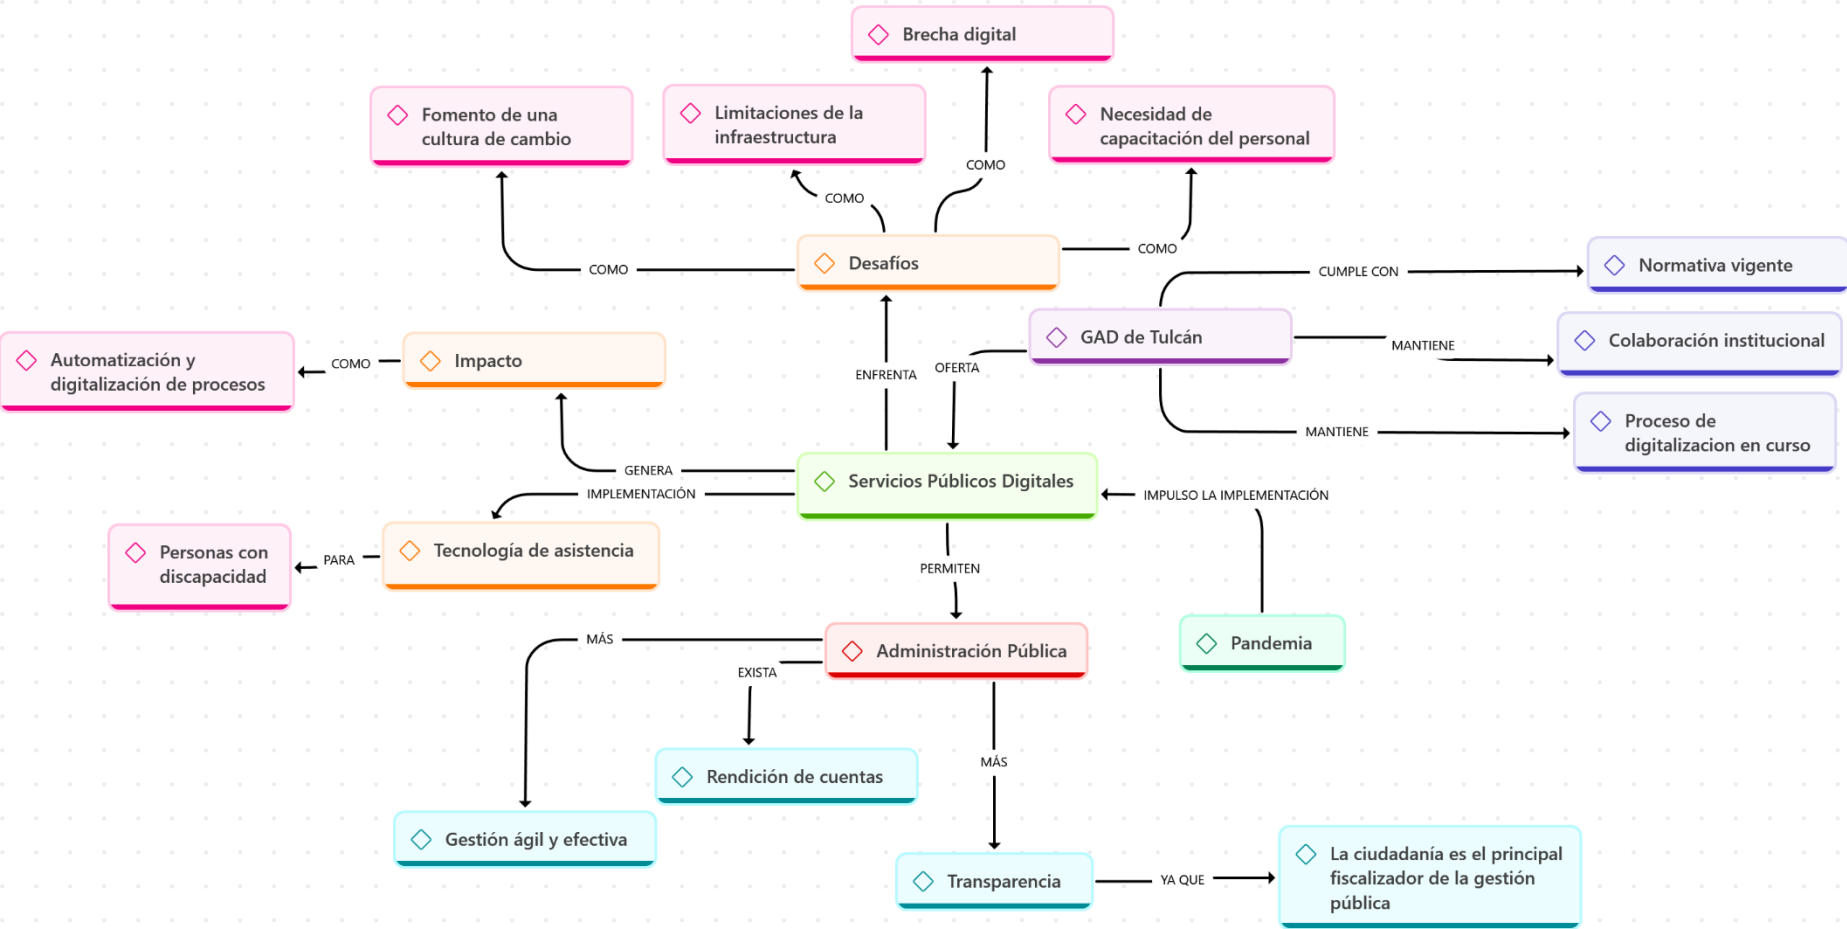 Brecha digital
Fomento de una
cultura de cambio
Limitaciones de la
infraestructura
Necesidad de
capacitación del personal
COMO
COMO
COMO
COMO
Desafíos
CUMPLE CON
Normativa vigente
GAD de Tulcán
MANTIENE
Colaboración institucional
Automatización y
digitalización de procesos
COMO
Impacto
ENFRENTA
OFERTA
MANTIENE
Proceso de
digitalizacion en curso
GENERA
IMPLEMENTACIÓN
Servicios Públicos Digitales
IMPULSO LA IMPLEMENTACIÓN
Personas con
discapacidad
PARA
Tecnología de asistencia
PERMITEN
MÁS
EXISTA
Administración Pública
Pandemia
Rendición de cuentas
MÁS
Gestión ágil y efectiva
Transparencia
YA QUE
La ciudadanía es el principal
fiscalizador de la gestión
pública